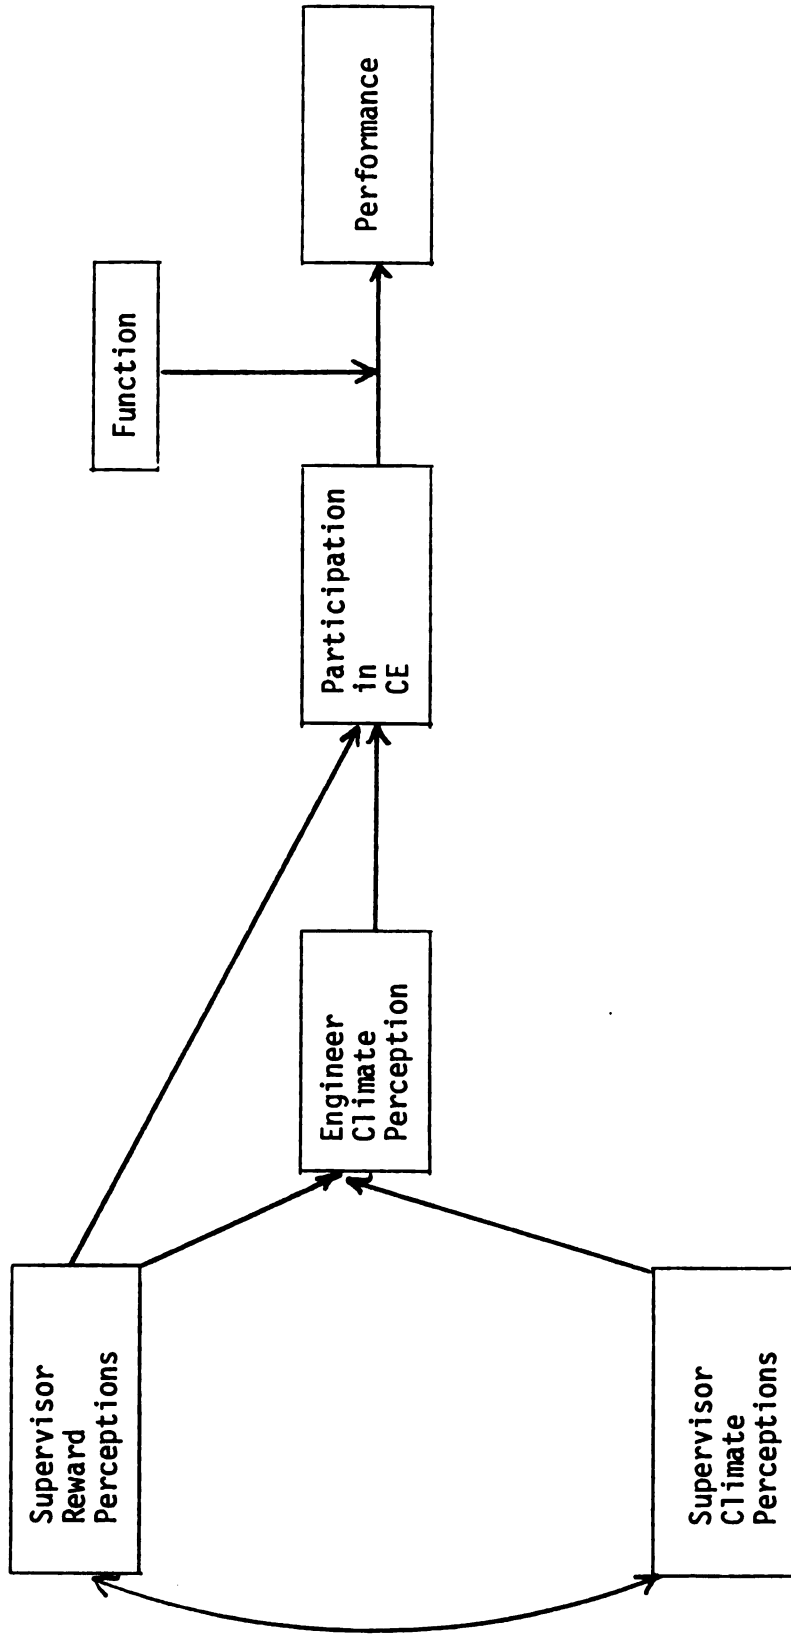 Supervisor
Reward
Perceptions
Supervisor
Climate
Perceptions
Engineer
Climate
Perception
Participation
in
CE
Function
Performance